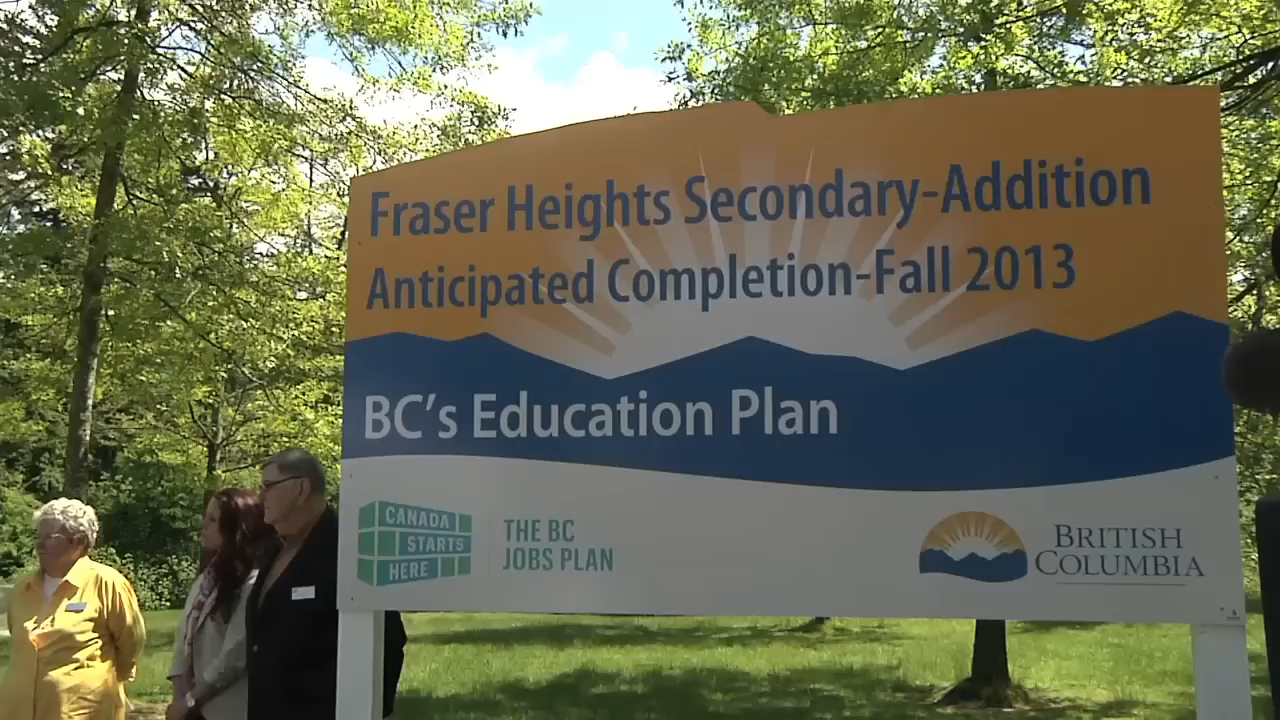 Fraser Heights Secondary-Addition
Anticipated Completion-Fall 2013
BC's Education Plan
CANADA
STARTS
HERE
THE BC
JOBS PLAN
BRITISH
COLUMBIA